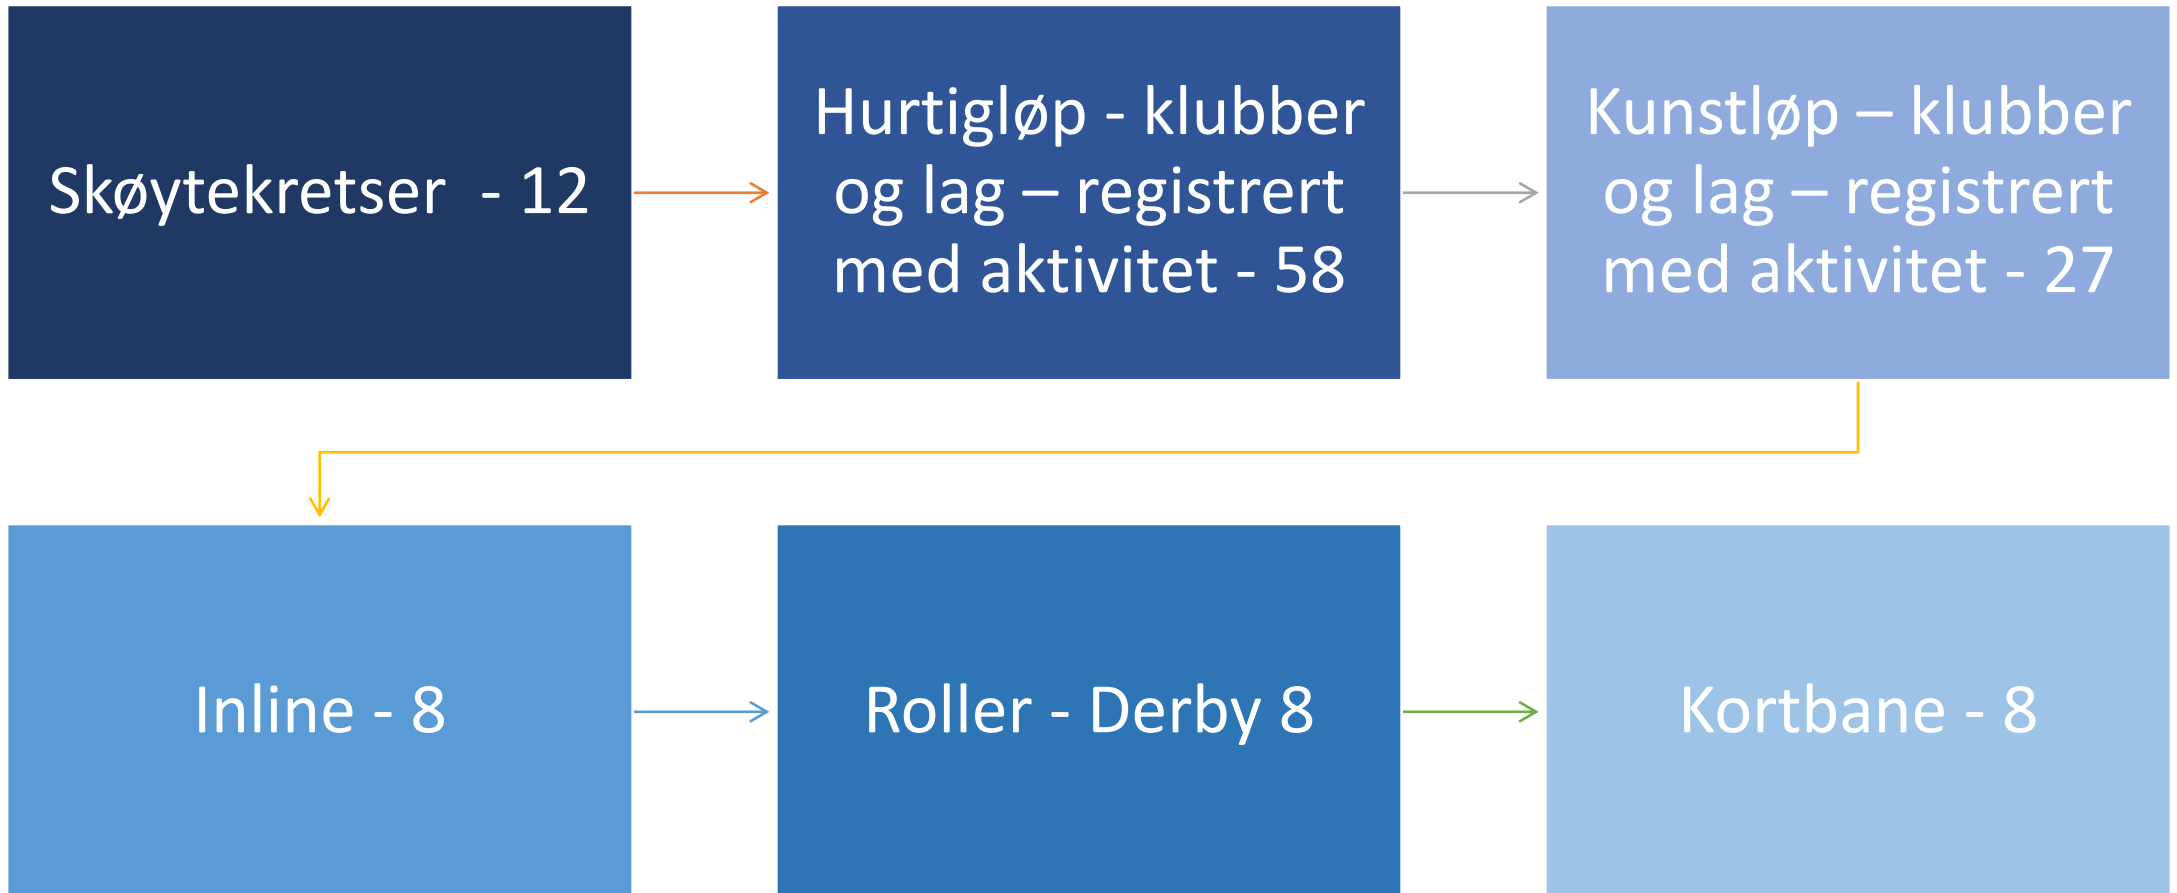 Skøytekretser  - 12
Hurtigløp - klubber
og lag – registrert
med aktivitet - 58
Kunstløp – klubber
og lag – registrert
med aktivitet - 27
Inline - 8
Roller - Derby 8
Kortbane - 8